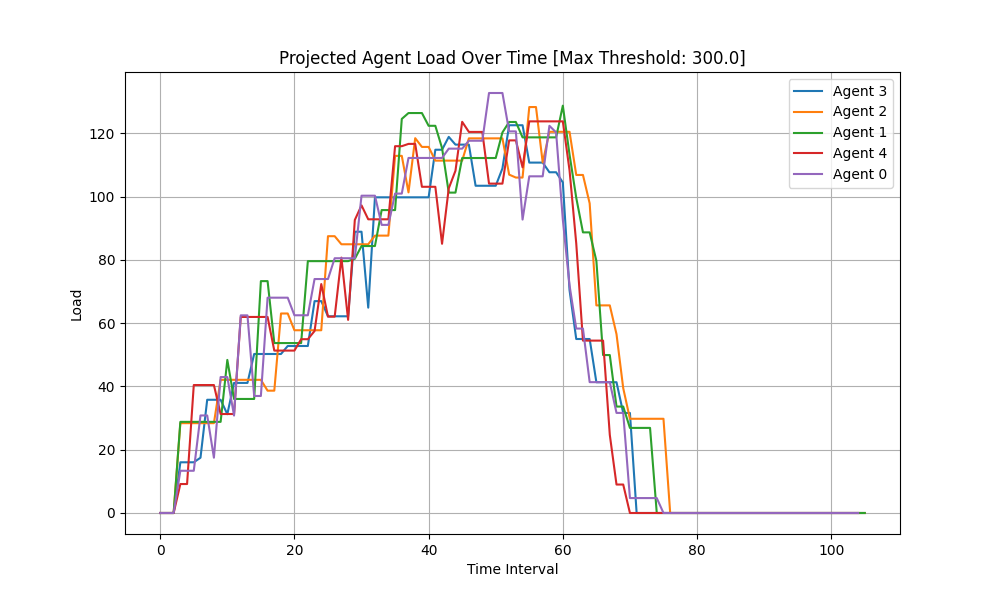 Projected Agent Load Over Time [Max Threshold: 300.0]
Agent 3
Agent 2
Agent 1
Agent 4
Agent 0
Load
120
100
80
60
40
20
0
0 20 40 60 80 100
Time Interval